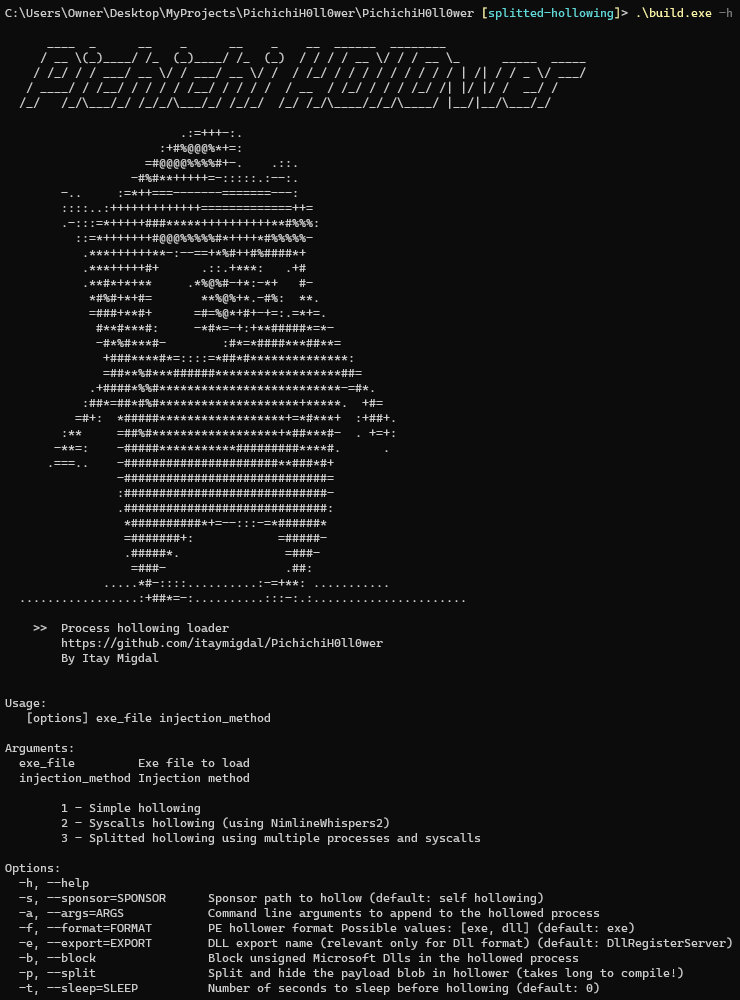 C:\Users\Owner\Desktop\MyProjects\PichichiH0ll0wer\PichichiH0ll0wer [splitted-hollowing]> .\build.exe -h
PichichiH0ll0wer
>>  Process hollowing loader
https://github.com/itaymigdal/PichichiH0ll0wer
By Itay Migdal
Usage:
[options] exe_file injection_method
Arguments:
exe_file         Exe file to load
injection_method Injection method
1 - Simple hollowing
2 - Syscalls hollowing (using NimlineWhispers2)
3 - Splitted hollowing using multiple processes and syscalls
Options:
-h, --help
-s, --sponsor=SPONSOR      Sponsor path to hollow (default: self hollowing)
-a, --args=ARGS            Command line arguments to append to the hollowed process
-f, --format=FORMAT        PE hollower format Possible values: [exe, dll] (default: exe)
-e, --export=EXPORT        DLL export name (relevant only for Dll format) (default: DllRegisterServer)
-b, --block                Block unsigned Microsoft Dlls in the hollowed process
-p, --split                Split and hide the payload blob in hollower (takes long to compile!)
-t, --sleep=SLEEP          Number of seconds to sleep before hollowing (default: 0)